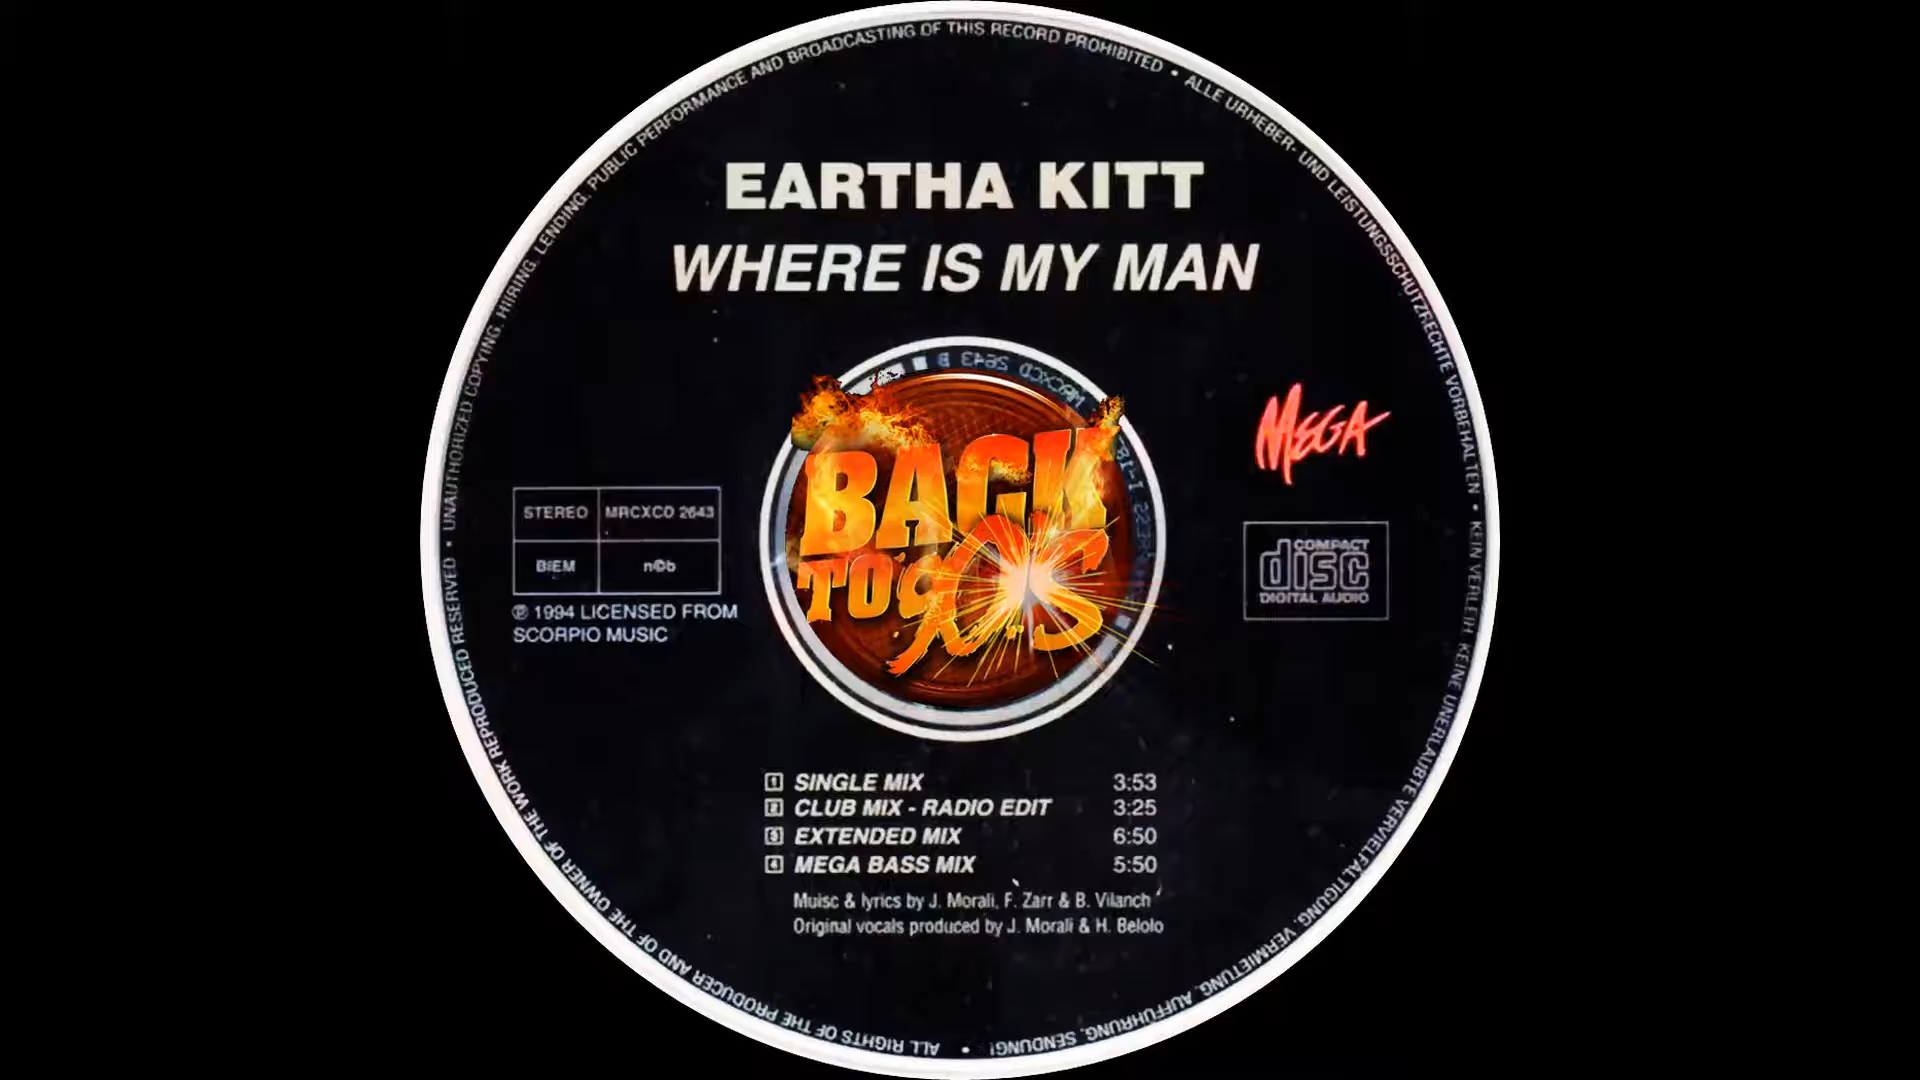 ALL RIGHTS OF THE PRODUCER AND OF THE OWNER OF THE WORK REPRODUCED RESERVED • UNAUTHORIZED COPYING, HIIRING, LENDING, PUBLIC PERFORMANCE AND BROADCASTING OF THIS RECORD PROHIBITED • ALLE URHEBER- UND LEISTUNGSSCHUTZRECHTE VORBEHALTEN • KEIN VERLEIH, KEINE UNERLAUBTE VERVIELFÄLTIGUNG, VERMIETUNG, AUFFÜHRUNG, SENDUNG! •
EARTHA KITT
WHERE IS MY MAN
MRCXCD 2643 B
BACK
TO 90'S
MEGA
STEREO MRCXCD 2643
BIEM n©b
℗ 1994 LICENSED FROM
SCORPIO MUSIC
COMPACT
disc
DIGITAL AUDIO
1 SINGLE MIX 3:53
2 CLUB MIX - RADIO EDIT 3:25
3 EXTENDED MIX 6:50
4 MEGA BASS MIX 5:50
Muisc & lyrics by J. Morali, F. Zarr & B. Vilanch
Original vocals produced by J. Morali & H. Belolo